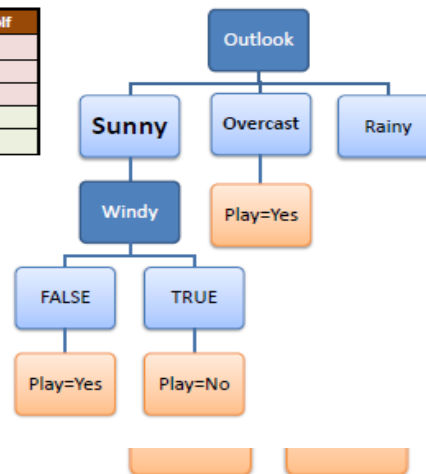 Outlook
Sunny
Overcast
Rainy
Windy
Play=Yes
FALSE
TRUE
Play=Yes
Play=No